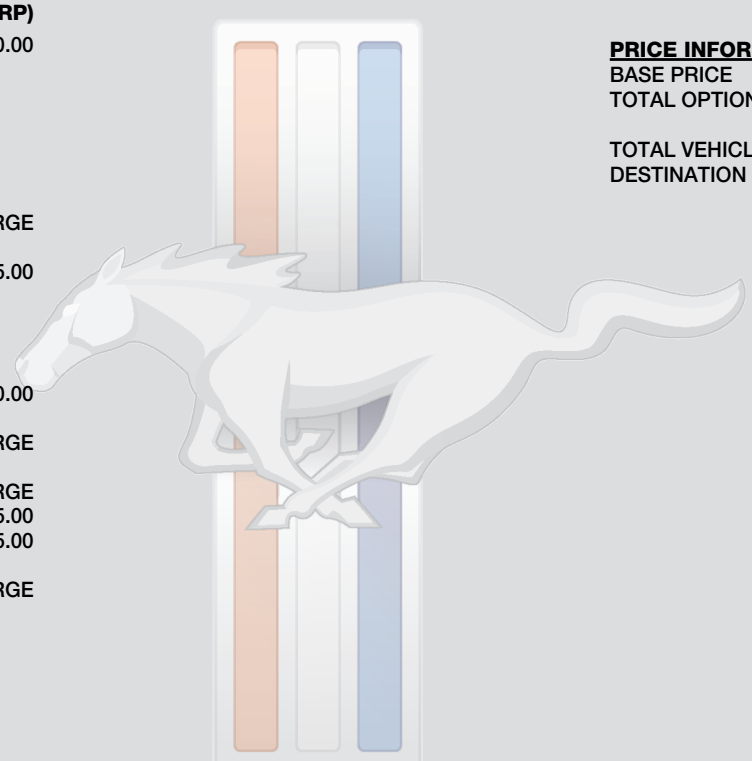 RP)
0.00
RGE
5.00
0.00
RGE
RGE
5.00
5.00
RGE
PRICE INFOR
BASE PRICE
TOTAL OPTION
TOTAL VEHICL
DESTINATION